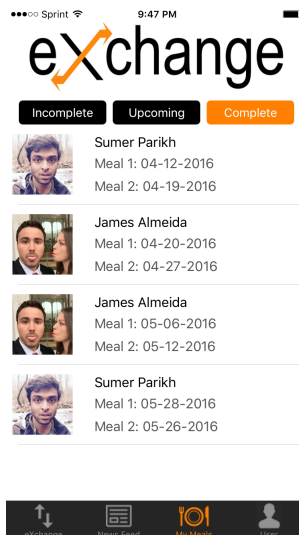 Sprint 9:47 PM
eXchange
Incomplete Upcoming Complete
Sumer Parikh
Meal 1: 04-12-2016
Meal 2: 04-19-2016
James Almeida
Meal 1: 04-20-2016
Meal 2: 04-27-2016
James Almeida
Meal 1: 05-06-2016
Meal 2: 05-12-2016
Sumer Parikh
Meal 1: 05-28-2016
Meal 2: 05-26-2016
eXchange News Feed My Meals User